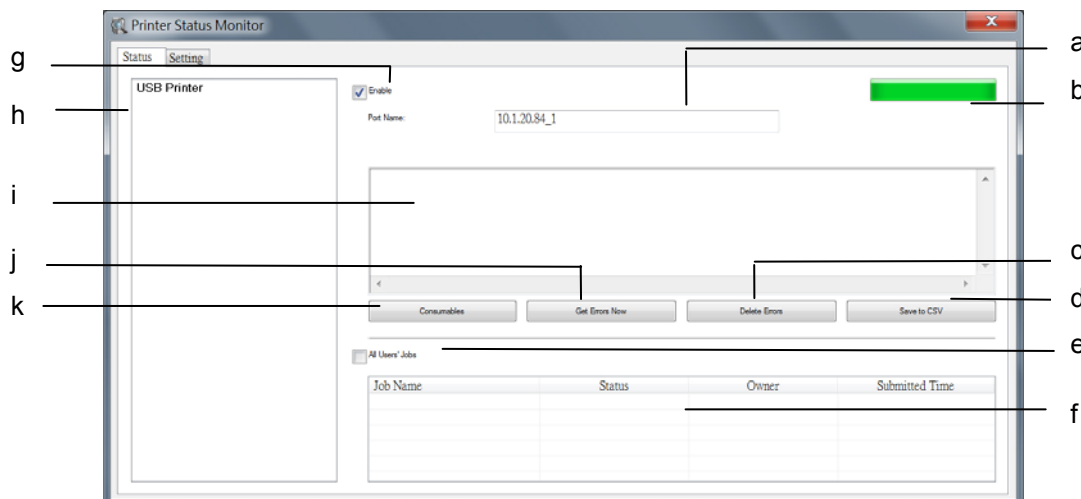 Printer Status Monitor
a
Status Setting
g
b
USB Printer
Enable
h
Port Name: 10.1.20.84_1
i
j
c
k
d
Consumables Get Errors Now Delete Errors Save to CSV
e
All Users' Jobs
Job Name Status Owner Submitted Time
f